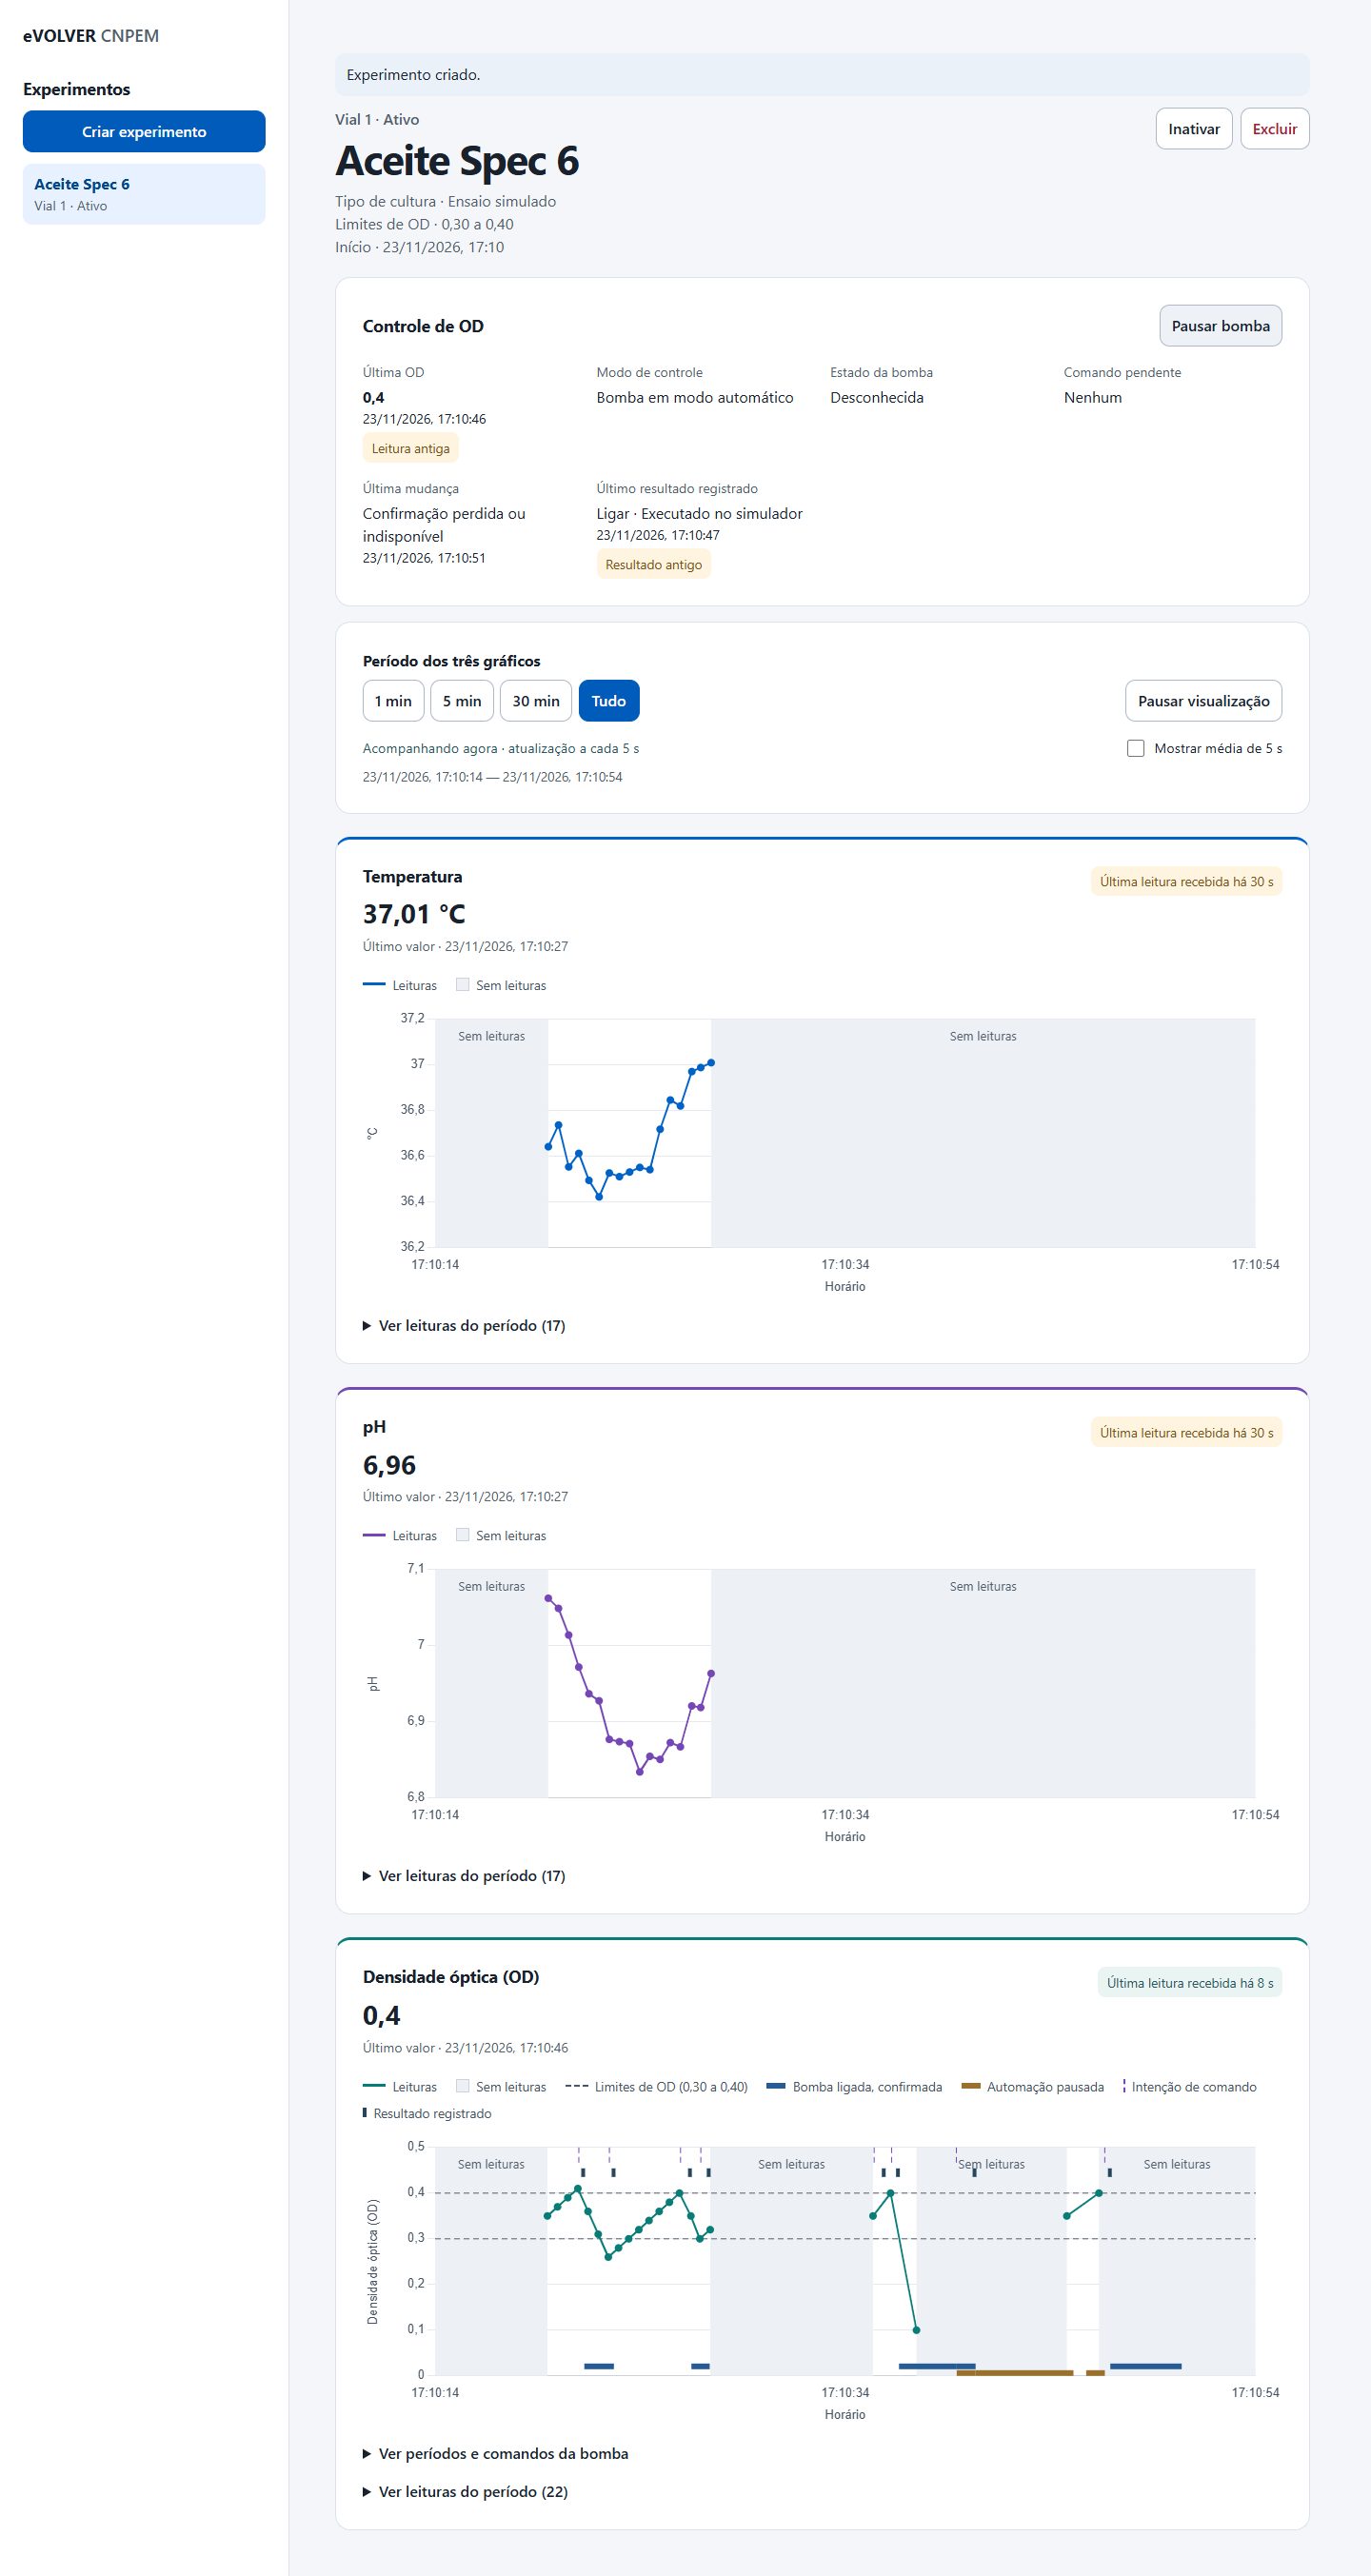 eVOLVER CNPEM
Experimentos
Criar experimento
Aceite Spec 6
Vial 1 · Ativo
Experimento criado.
Vial 1 · Ativo
Inativar
Excluir
Aceite Spec 6
Tipo de cultura · Ensaio simulado
Limites de OD · 0,30 a 0,40
Início · 23/11/2026, 17:10
Controle de OD
Pausar bomba
Última OD
0,4
23/11/2026, 17:10:46
Leitura antiga
Modo de controle
Bomba em modo automático
Estado da bomba
Desconhecida
Comando pendente
Nenhum
Última mudança
Confirmação perdida ou
indisponível
23/11/2026, 17:10:51
Último resultado registrado
Ligar · Executado no simulador
23/11/2026, 17:10:47
Resultado antigo
Período dos três gráficos
1 min
5 min
30 min
Tudo
Pausar visualização
Acompanhando agora · atualização a cada 5 s
Mostrar média de 5 s
23/11/2026, 17:10:14 — 23/11/2026, 17:10:54
Temperatura
Última leitura recebida há 30 s
37,01 °C
Último valor · 23/11/2026, 17:10:27
Leituras
Sem leituras
37,2
37
36,8
36,6
36,4
36,2
°C
Sem leituras
Sem leituras
17:10:14
17:10:34
17:10:54
Horário
Ver leituras do período (17)
pH
Última leitura recebida há 30 s
6,96
Último valor · 23/11/2026, 17:10:27
Leituras
Sem leituras
7,1
7
6,9
6,8
pH
Sem leituras
Sem leituras
17:10:14
17:10:34
17:10:54
Horário
Ver leituras do período (17)
Densidade óptica (OD)
Última leitura recebida há 8 s
0,4
Último valor · 23/11/2026, 17:10:46
Leituras
Sem leituras
Limites de OD (0,30 a 0,40)
Bomba ligada, confirmada
Automação pausada
Intenção de comando
Resultado registrado
0,5
0,4
0,3
0,2
0,1
0
Densidade óptica (OD)
Sem leituras
Sem leituras
Sem leituras
Sem leituras
17:10:14
17:10:34
17:10:54
Horário
Ver períodos e comandos da bomba
Ver leituras do período (22)